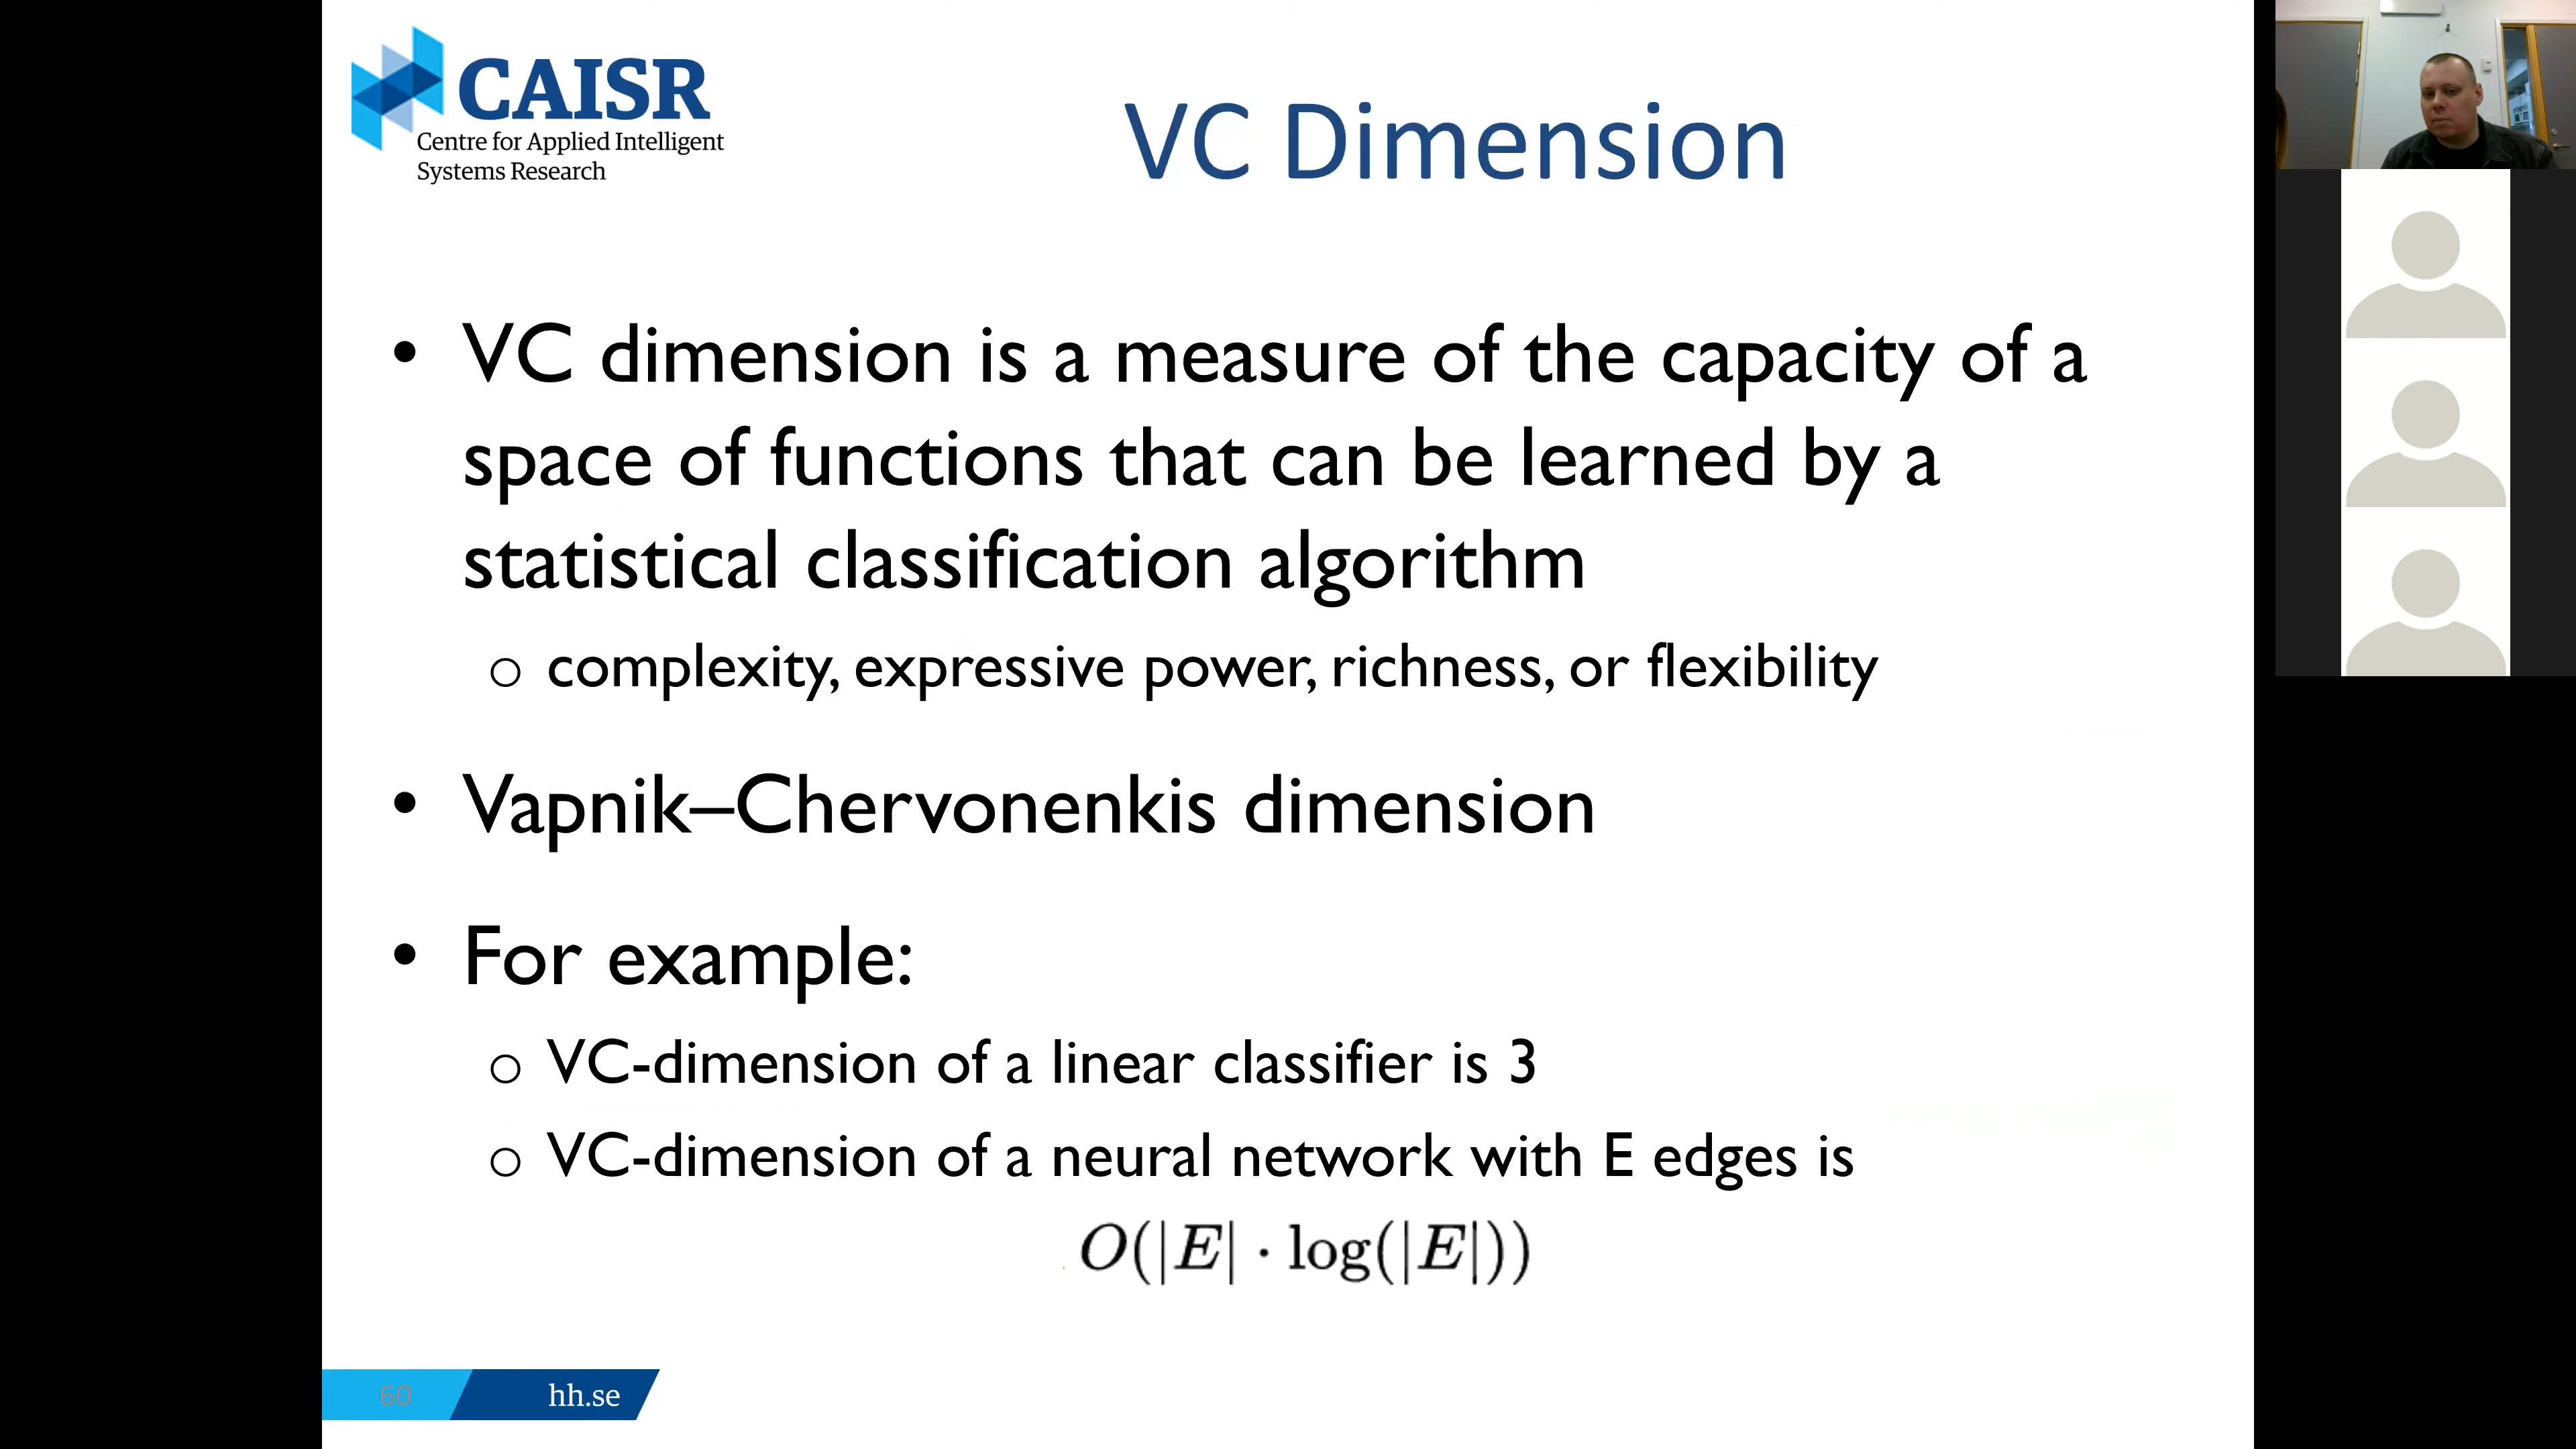 CAISR
Centre for Applied Intelligent
Systems Research
VC Dimension
• VC dimension is a measure of the capacity of a
space of functions that can be learned by a
statistical classification algorithm
o complexity, expressive power, richness, or flexibility
• Vapnik–Chervonenkis dimension
• For example:
o VC-dimension of a linear classifier is 3
o VC-dimension of a neural network with E edges is
O(|E| · log(|E|))
60
hh.se